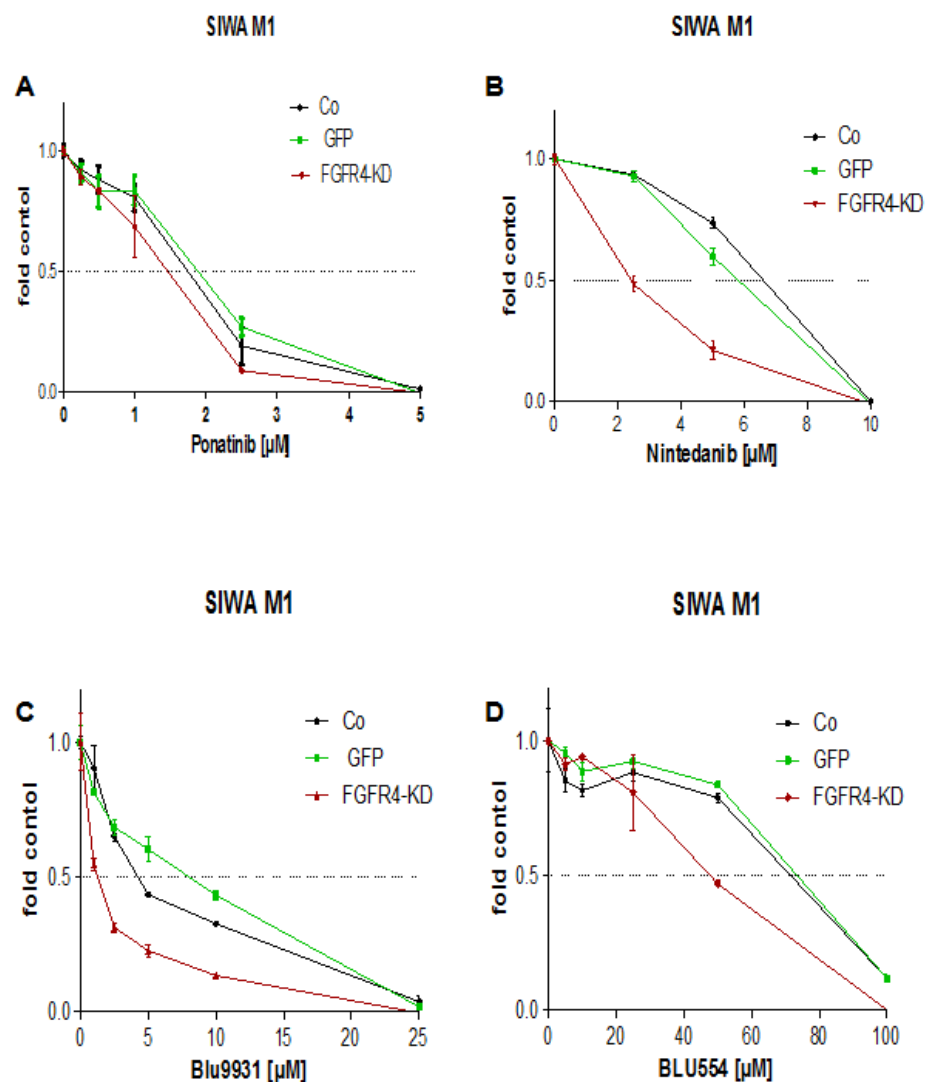 SIWA M1
A
Co
GFP
FGFR4-KD
1.0
0.5
0.0
fold contol
0 1 2 3 4 5
Ponatinib [µM]
SIWA M1
B
Co
GFP
FGFR4-KD
1.0
0.5
0.0
fold contol
0 2 4 6 8 10
Nintedanib [µM]
SIWA M1
C
Co
GFP
FGFR4-KD
1.0
0.5
0.0
fold contol
0 5 10 15 20 25
Blu9931 [µM]
SIWA M1
D
Co
GFP
FGFR4-KD
1.0
0.5
0.0
fold contol
0 20 40 60 80 100
BLU554 [µM]